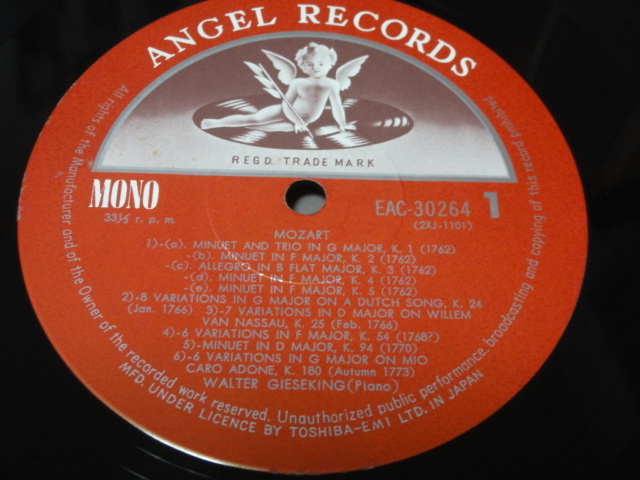 ANGEL RECORDS
REGD. TRADE MARK
MONO
33⅓ r. p. m.
EAC-30264 1
(2XJ-1101)
MOZART
1)-(a). MINUET AND TRIO IN G MAJOR, K. 1 (1762)
-(b). MINUET IN F MAJOR, K. 2 (1762)
-(c). ALLEGRO IN B FLAT MAJOR, K. 3 (1762)
-(d). MINUET IN F MAJOR, K. 4 (1762)
-(e). MINUET IN F MAJOR, K. 5 (1762)
2)-8 VARIATIONS IN G MAJOR ON A DUTCH SONG, K. 24
(Jan. 1766) 3)-7 VARIATIONS IN D MAJOR ON WILLEM
VAN NASSAU, K. 25 (Feb. 1766)
4)-6 VARIATIONS IN F MAJOR, K. 54 (1768?)
5)-MINUET IN D MAJOR, K. 94 (1770)
6)-6 VARIATIONS IN G MAJOR ON MIO
CARO ADONE, K. 180 (Autumn 1773)
WALTER GIESEKING(Piano)
All rights of the Manufacturer and of the Owner of the recorded work reserved. Unauthorized public performance, broadcasting and copying of this record prohibited
MFD. UNDER LICENCE BY TOSHIBA-EMI LTD. IN JAPAN